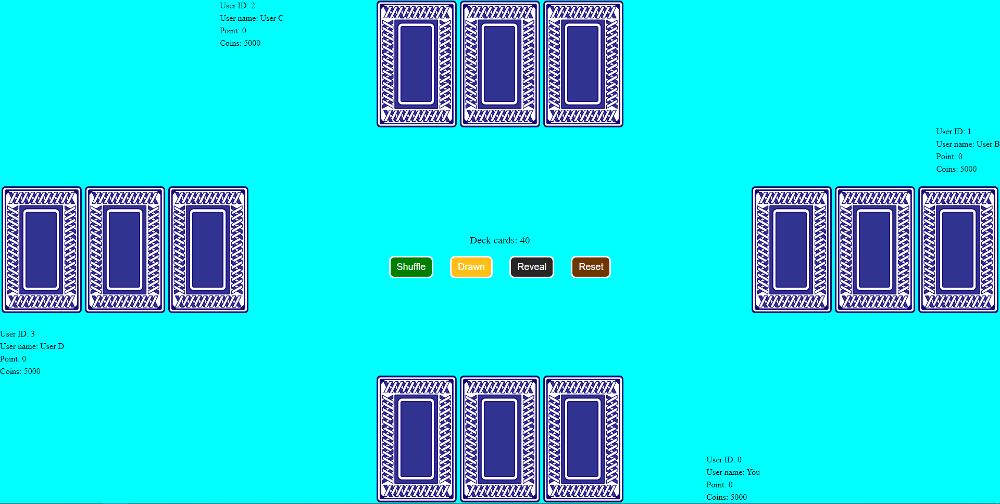 User ID: 2
User name: User C
Point: 0
Coins: 5000
User ID: 1
User name: User B
Point: 0
Coins: 5000
Deck cards: 40
Shuffle
Drawn
Reveal
Reset
User ID: 3
User name: User D
Point: 0
Coins: 5000
User ID: 0
User name: You
Point: 0
Coins: 5000